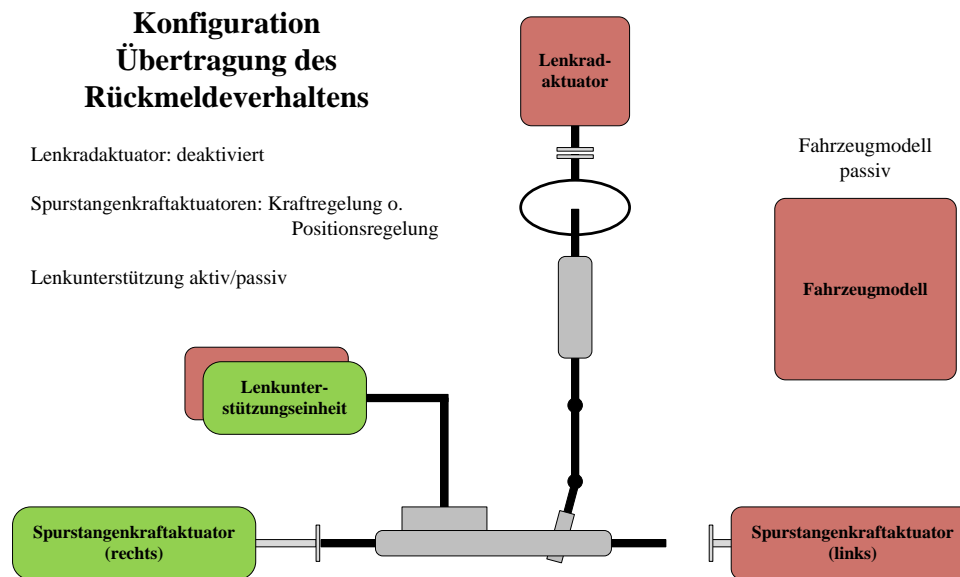 Konfiguration
Übertragung des
Rückmeldeverhaltens
Lenkradaktuator: deaktiviert
Spurstangenkraftaktuatoren: Kraftregelung o.
Positionsregelung
Lenkunterstützung aktiv/passiv
Lenkrad-
aktuator
Fahrzeugmodell
passiv
Fahrzeugmodell
Lenkunter-
stützungseinheit
Spurstangenkraftaktuator
(rechts)
Spurstangenkraftaktuator
(links)